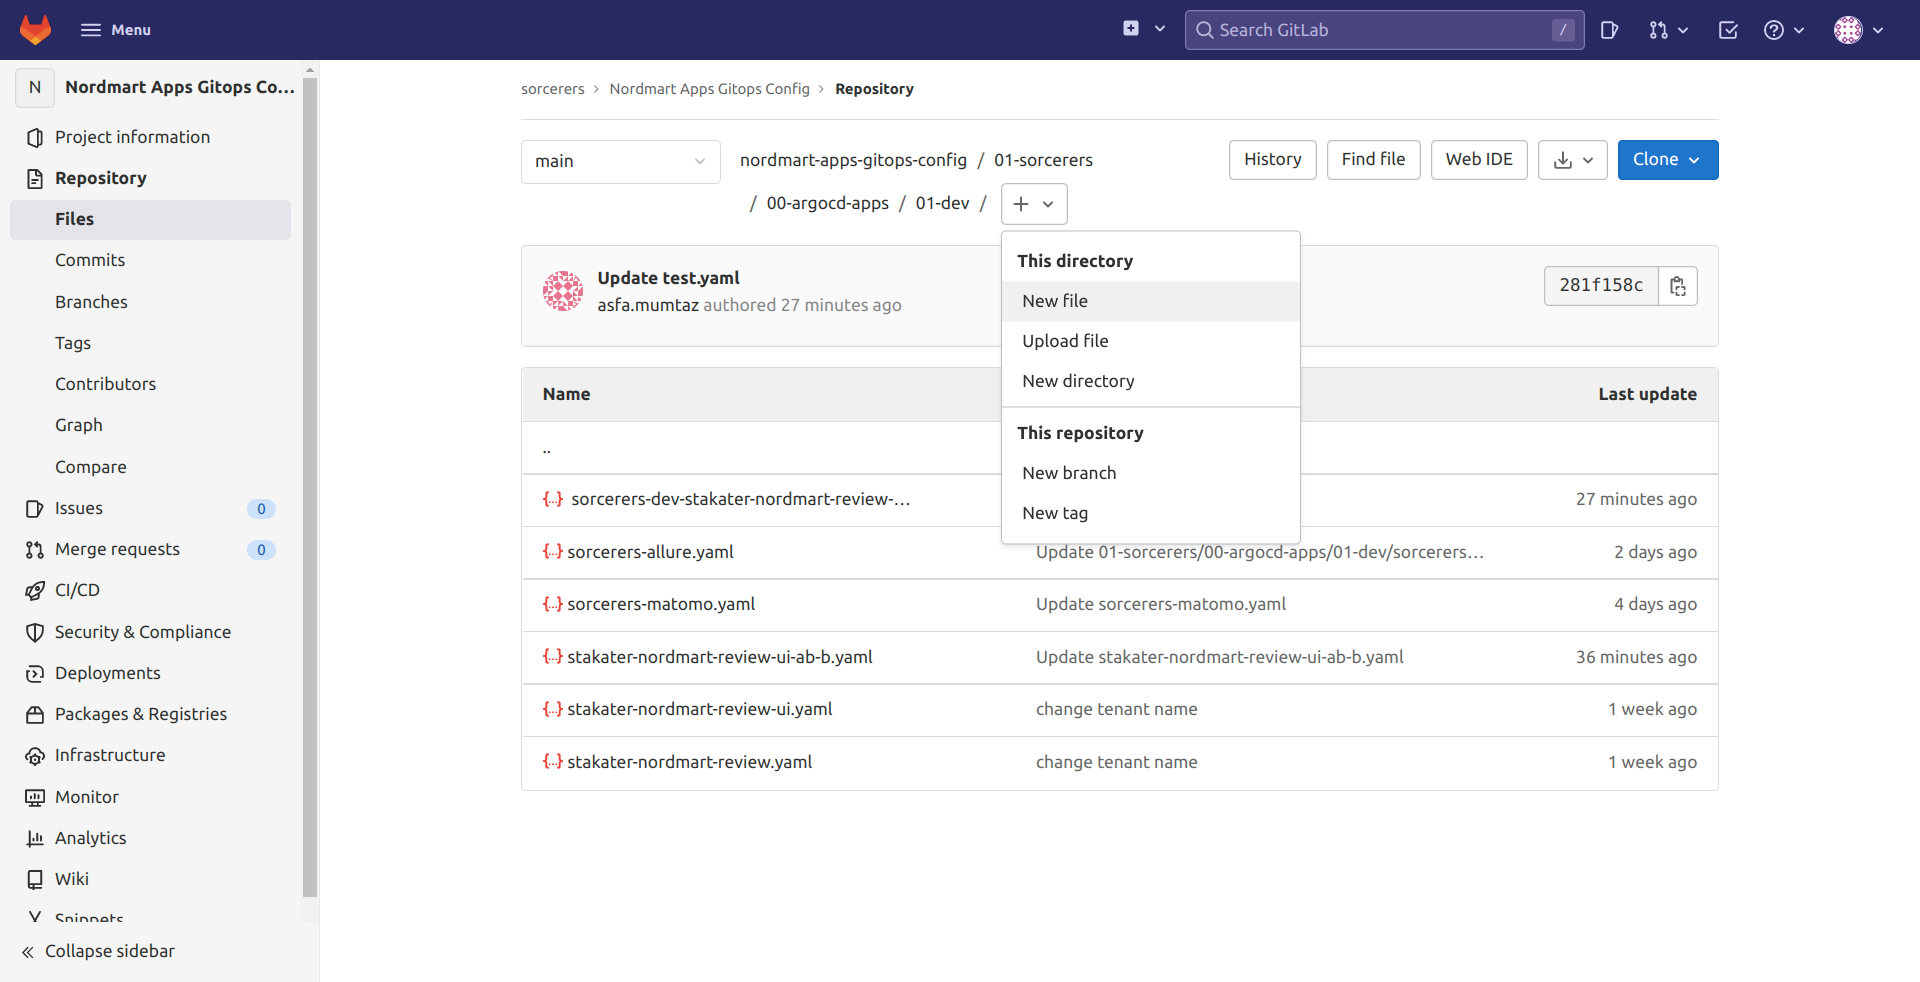 Menu
Search GitLab /
N Nordmart Apps Gitops Co...
Project information
Repository
Files
Commits
Branches
Tags
Contributors
Graph
Compare
Issues 0
Merge requests 0
CI/CD
Security & Compliance
Deployments
Packages & Registries
Infrastructure
Monitor
Analytics
Wiki
Snippets
Collapse sidebar
sorcerers > Nordmart Apps Gitops Config > Repository
main
nordmart-apps-gitops-config / 01-sorcerers
/ 00-argocd-apps / 01-dev / +
History Find file Web IDE Clone
This directory
New file
Upload file
New directory
This repository
New branch
New tag
Update test.yaml
asfa.mumtaz authored 27 minutes ago
281f158c
Name Last update
..
sorcerers-dev-stakater-nordmart-review-... 27 minutes ago
sorcerers-allure.yaml Update 01-sorcerers/00-argocd-apps/01-dev/sorcerers... 2 days ago
sorcerers-matomo.yaml Update sorcerers-matomo.yaml 4 days ago
stakater-nordmart-review-ui-ab-b.yaml Update stakater-nordmart-review-ui-ab-b.yaml 36 minutes ago
stakater-nordmart-review-ui.yaml change tenant name 1 week ago
stakater-nordmart-review.yaml change tenant name 1 week ago